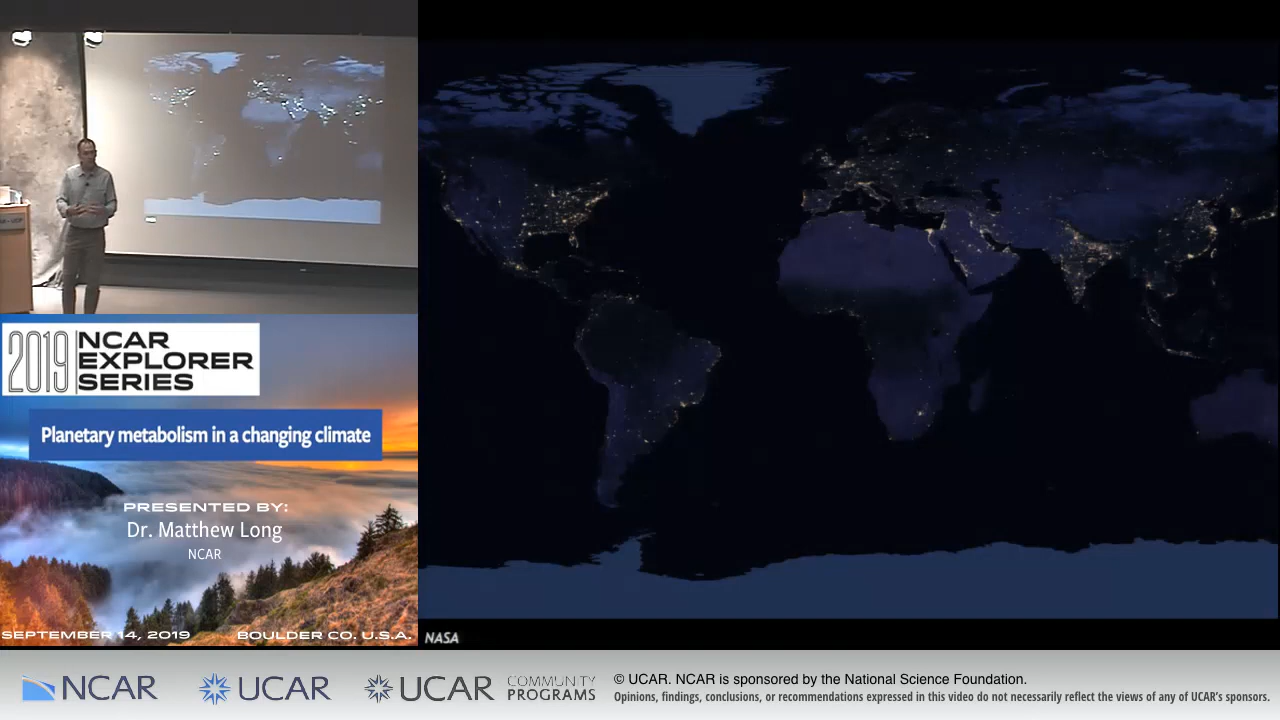 2019 NCAR
EXPLORER
SERIES
Planetary metabolism in a changing climate
PRESENTED BY:
Dr. Matthew Long
NCAR
SEPTEMBER 14, 2019 BOULDER CO. U.S.A.
NASA
NCAR
UCAR
UCAR COMMUNITY
PROGRAMS
© UCAR. NCAR is sponsored by the National Science Foundation.
Opinions, findings, conclusions, or recommendations expressed in this video do not necessarily reflect the views of any of UCAR's sponsors.